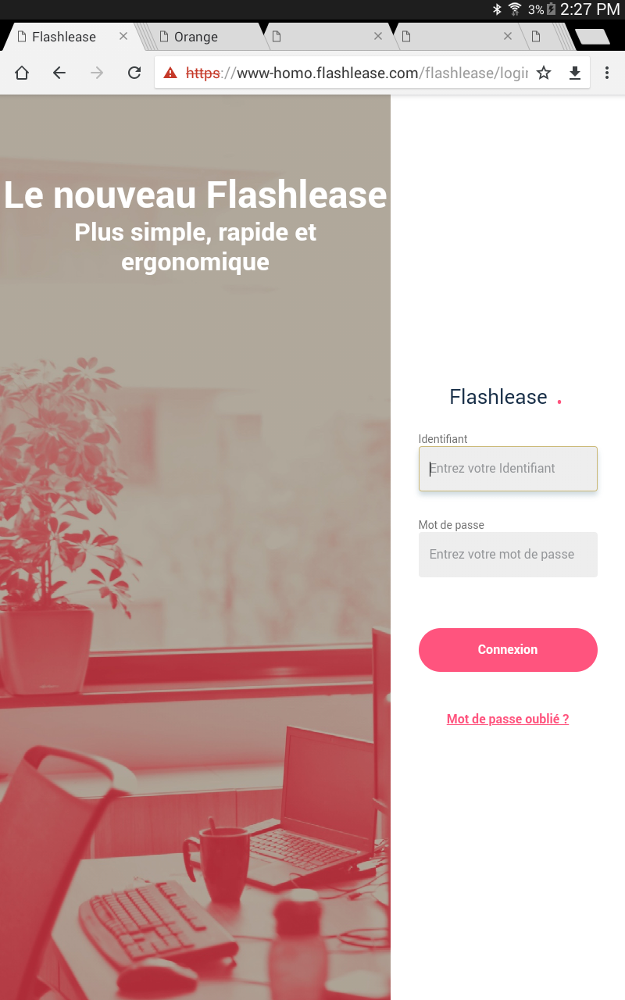 3% 2:27 PM
Flashlease
Orange
https://www-homo.flashlease.com/flashlease/login
Le nouveau Flashlease
Plus simple, rapide et
ergonomique
Flashlease .
Identifiant
Entrez votre Identifiant
Mot de passe
Entrez votre mot de passe
Connexion
Mot de passe oublié ?